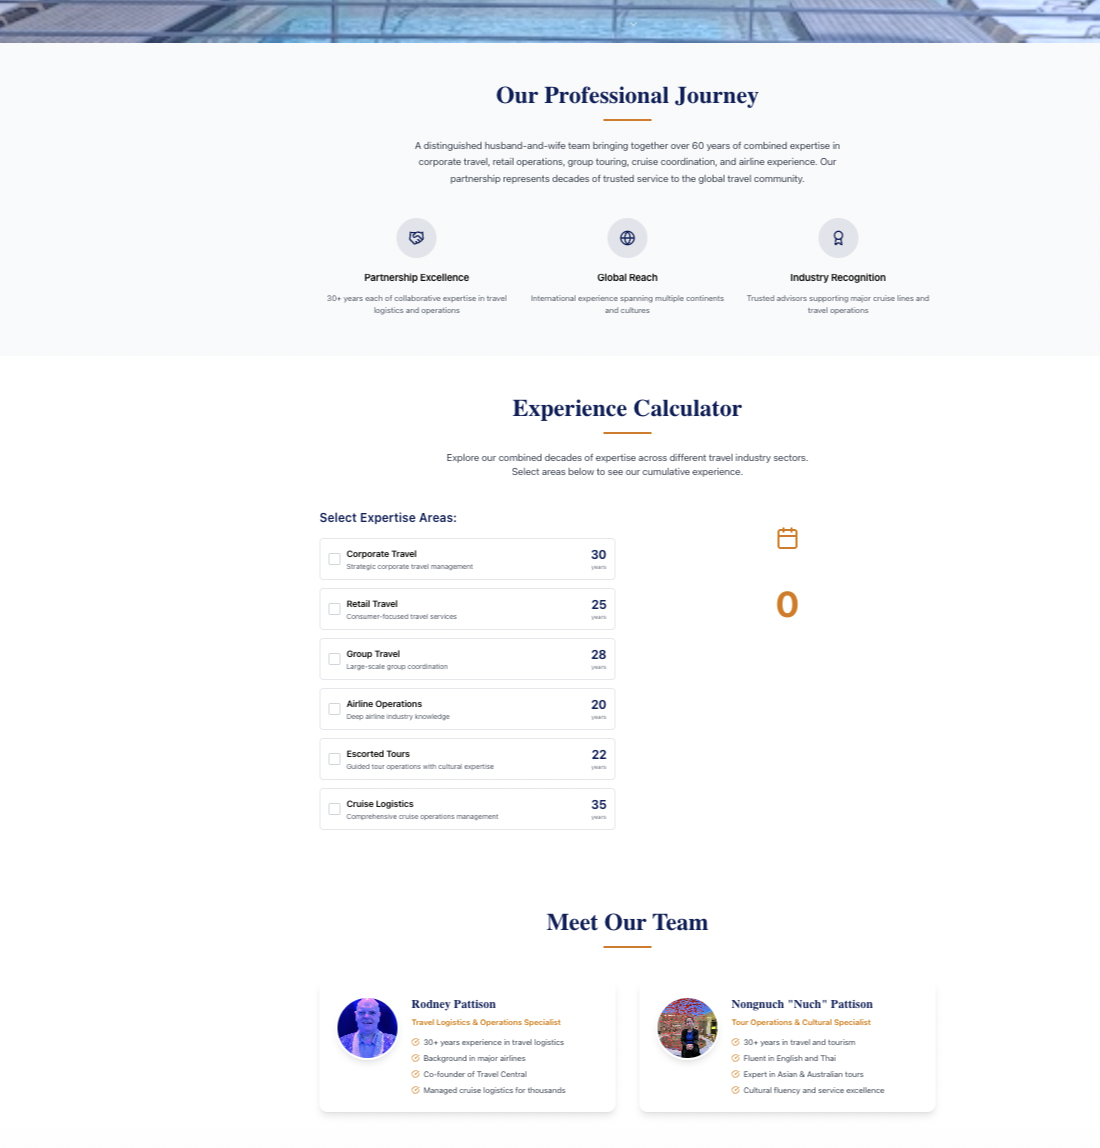 Our Professional Journey
A distinguished husband-and-wife team bringing together over 60 years of combined expertise in
corporate travel, retail operations, group touring, cruise coordination, and airline experience. Our
partnership represents decades of trusted service to the global travel community.
Partnership Excellence
30+ years each of collaborative expertise in travel
logistics and operations
Global Reach
International experience spanning multiple continents
and cultures
Industry Recognition
Trusted advisors supporting major cruise lines and
travel operations
Experience Calculator
Explore our combined decades of expertise across different travel industry sectors.
Select areas below to see our cumulative experience.
Select Expertise Areas:
Corporate Travel
Strategic corporate travel management
30
years
Retail Travel
Consumer-focused travel services
25
years
Group Travel
Large-scale group coordination
28
years
Airline Operations
Deep airline industry knowledge
20
years
Escorted Tours
Guided tour operations with cultural expertise
22
years
Cruise Logistics
Comprehensive cruise operations management
35
years
0
Meet Our Team
Rodney Pattison
Travel Logistics & Operations Specialist
30+ years experience in travel logistics
Background in major airlines
Co-founder of Travel Central
Managed cruise logistics for thousands
Nongnuch "Nuch" Pattison
Tour Operations & Cultural Specialist
30+ years in travel and tourism
Fluent in English and Thai
Expert in Asian & Australian tours
Cultural fluency and service excellence